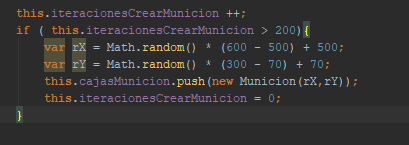 this.iteracionesCrearMunicion ++;
if ( this.iteracionesCrearMunicion > 200){
var rX = Math.random() * (600 - 500) + 500;
var rY = Math.random() * (300 - 70) + 70;
this.cajasMunicion.push(new Municion(rX,rY));
this.iteracionesCrearMunicion = 0;
}